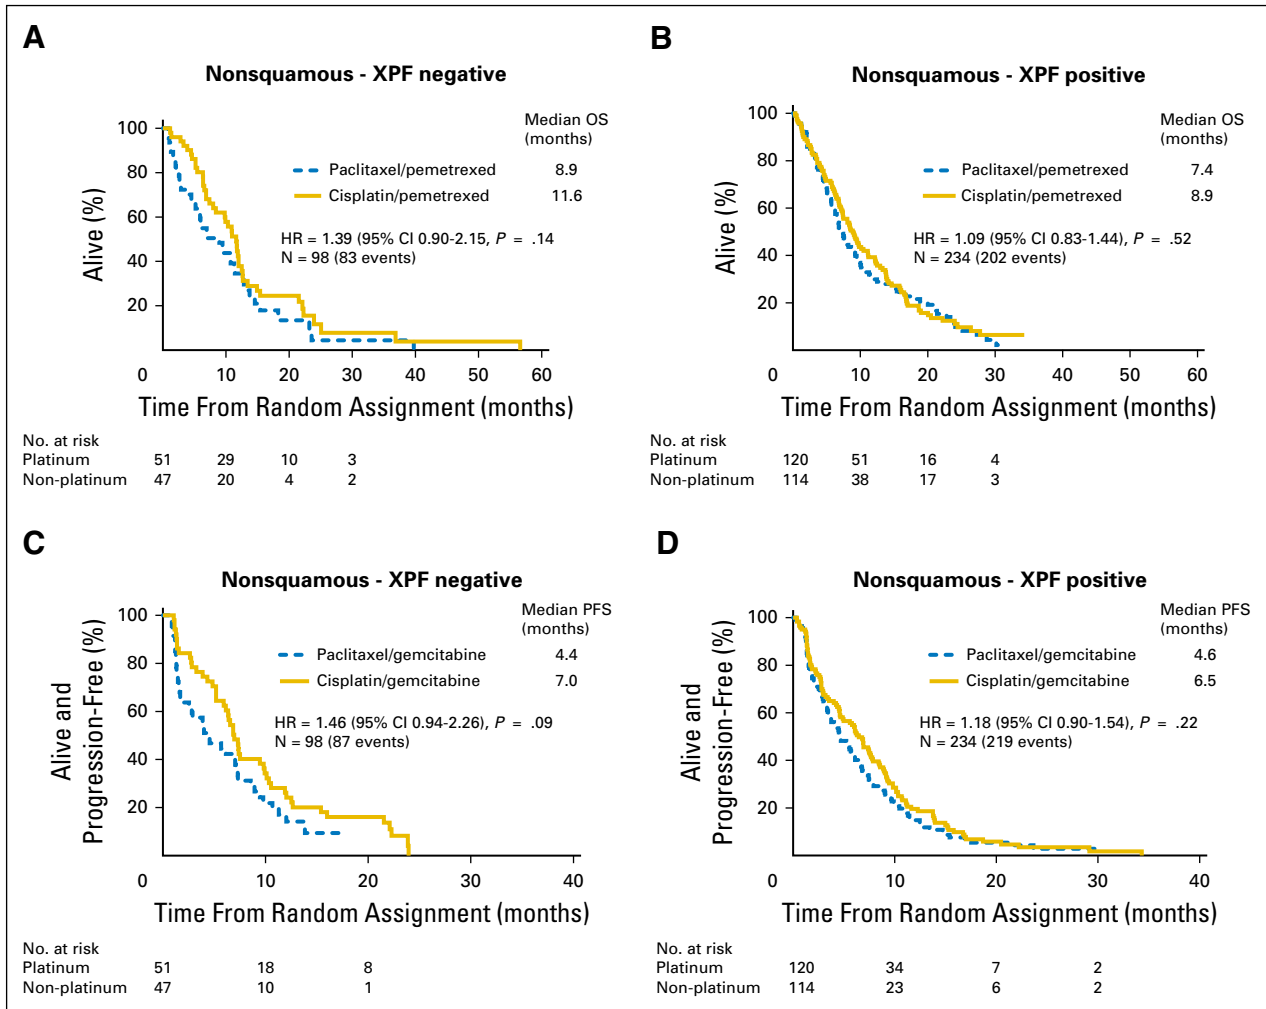 A
Nonsquamous - XPF negative
Median OS
(months)
Paclitaxel/pemetrexed 8.9
Cisplatin/pemetrexed 11.6
HR = 1.39 (95% CI 0.90-2.15, P = .14
N = 98 (83 events)
Alive (%)
100
80
60
40
20
0 10 20 30 40 50 60
Time From Random Assignment (months)
No. at risk
Platinum 51 29 10 3
Non-platinum 47 20 4 2
B
Nonsquamous - XPF positive
Median OS
(months)
Paclitaxel/pemetrexed 7.4
Cisplatin/pemetrexed 8.9
HR = 1.09 (95% CI 0.83-1.44), P = .52
N = 234 (202 events)
Alive (%)
100
80
60
40
20
0 10 20 30 40 50 60
Time From Random Assignment (months)
No. at risk
Platinum 120 51 16 4
Non-platinum 114 38 17 3
C
Nonsquamous - XPF negative
Median PFS
(months)
Paclitaxel/gemcitabine 4.4
Cisplatin/gemcitabine 7.0
HR = 1.46 (95% CI 0.94-2.26), P = .09
N = 98 (87 events)
Alive and
Progression-Free (%)
100
80
60
40
20
0 10 20 30 40
Time From Random Assignment (months)
No. at risk
Platinum 51 18 8
Non-platinum 47 10 1
D
Nonsquamous - XPF positive
Median PFS
(months)
Paclitaxel/gemcitabine 4.6
Cisplatin/gemcitabine 6.5
HR = 1.18 (95% CI 0.90-1.54), P = .22
N = 234 (219 events)
Alive and
Progression-Free (%)
100
80
60
40
20
0 10 20 30 40
Time From Random Assignment (months)
No. at risk
Platinum 120 34 7 2
Non-platinum 114 23 6 2